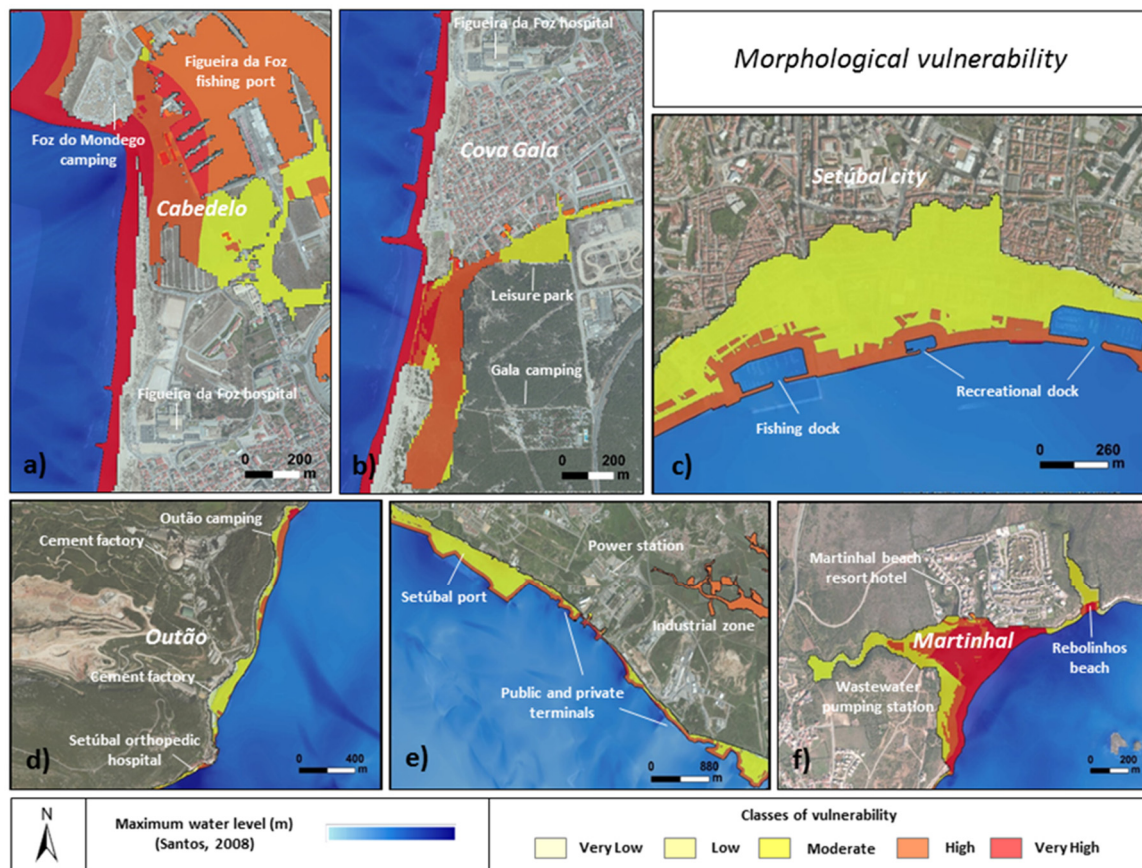 Morphological vulnerability
Figueira da Foz
fishing port
Foz do Mondego
camping
Cabedelo
Figueira da Foz
hospital
a)
0 200
m
Figueira da Foz hospital
Cova Gala
Leisure park
Gala camping
b)
0 200
m
Setúbal city
Recreational dock
Fishing dock
c)
0 260
m
Outão camping
Cement factory
Outão
Cement factory
Setúbal orthopedic
hospital
d)
0 400
m
Power station
Setúbal port
Industrial zone
Public and private
terminals
e)
0 880
m
Martinhal beach
resort hotel
Martinhal
Rebolinhos
beach
Wastewater
pumping station
f)
0 200
m
N
Maximum water level (m)
(Santos, 2008)
Classes of vulnerability
Very Low
Low
Moderate
High
Very High